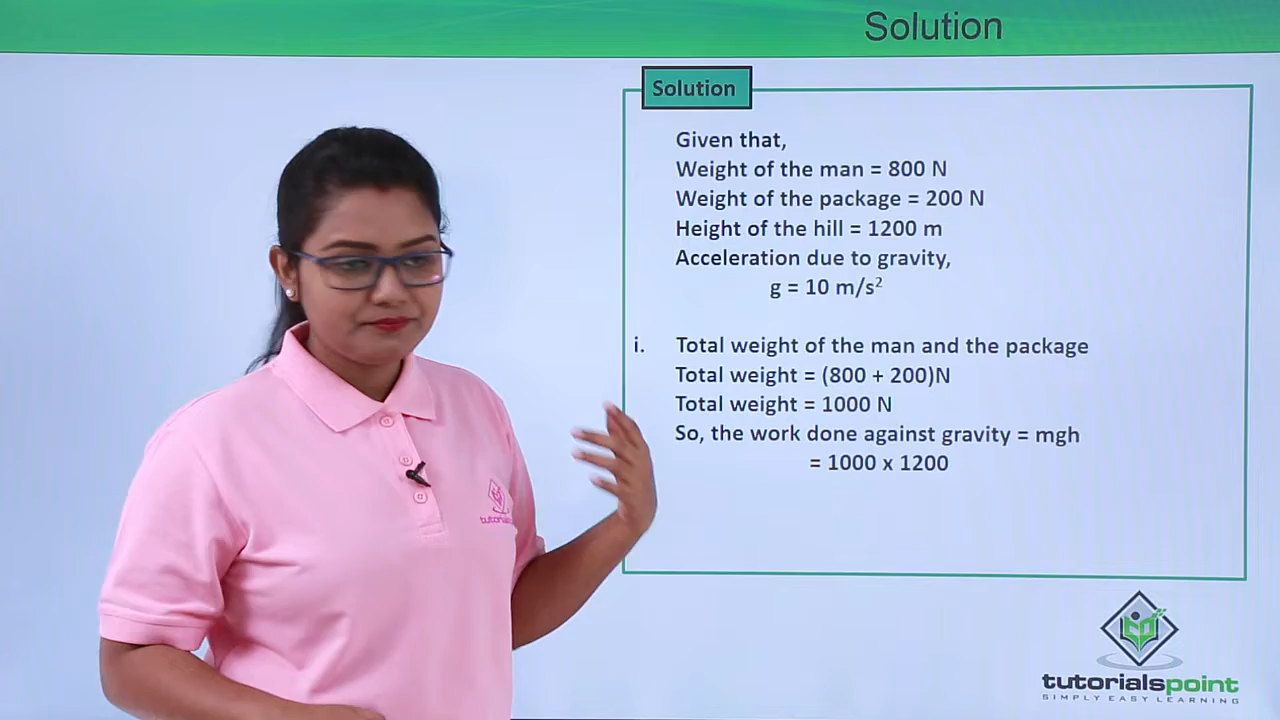 Solution
Solution
Given that,
Weight of the man = 800 N
Weight of the package = 200 N
Height of the hill = 1200 m
Acceleration due to gravity,
g = 10 m/s²
i. Total weight of the man and the package
Total weight = (800 + 200)N
Total weight = 1000 N
So, the work done against gravity = mgh
= 1000 x 1200
tutorialspoint
SIMPLY EASY LEARNING